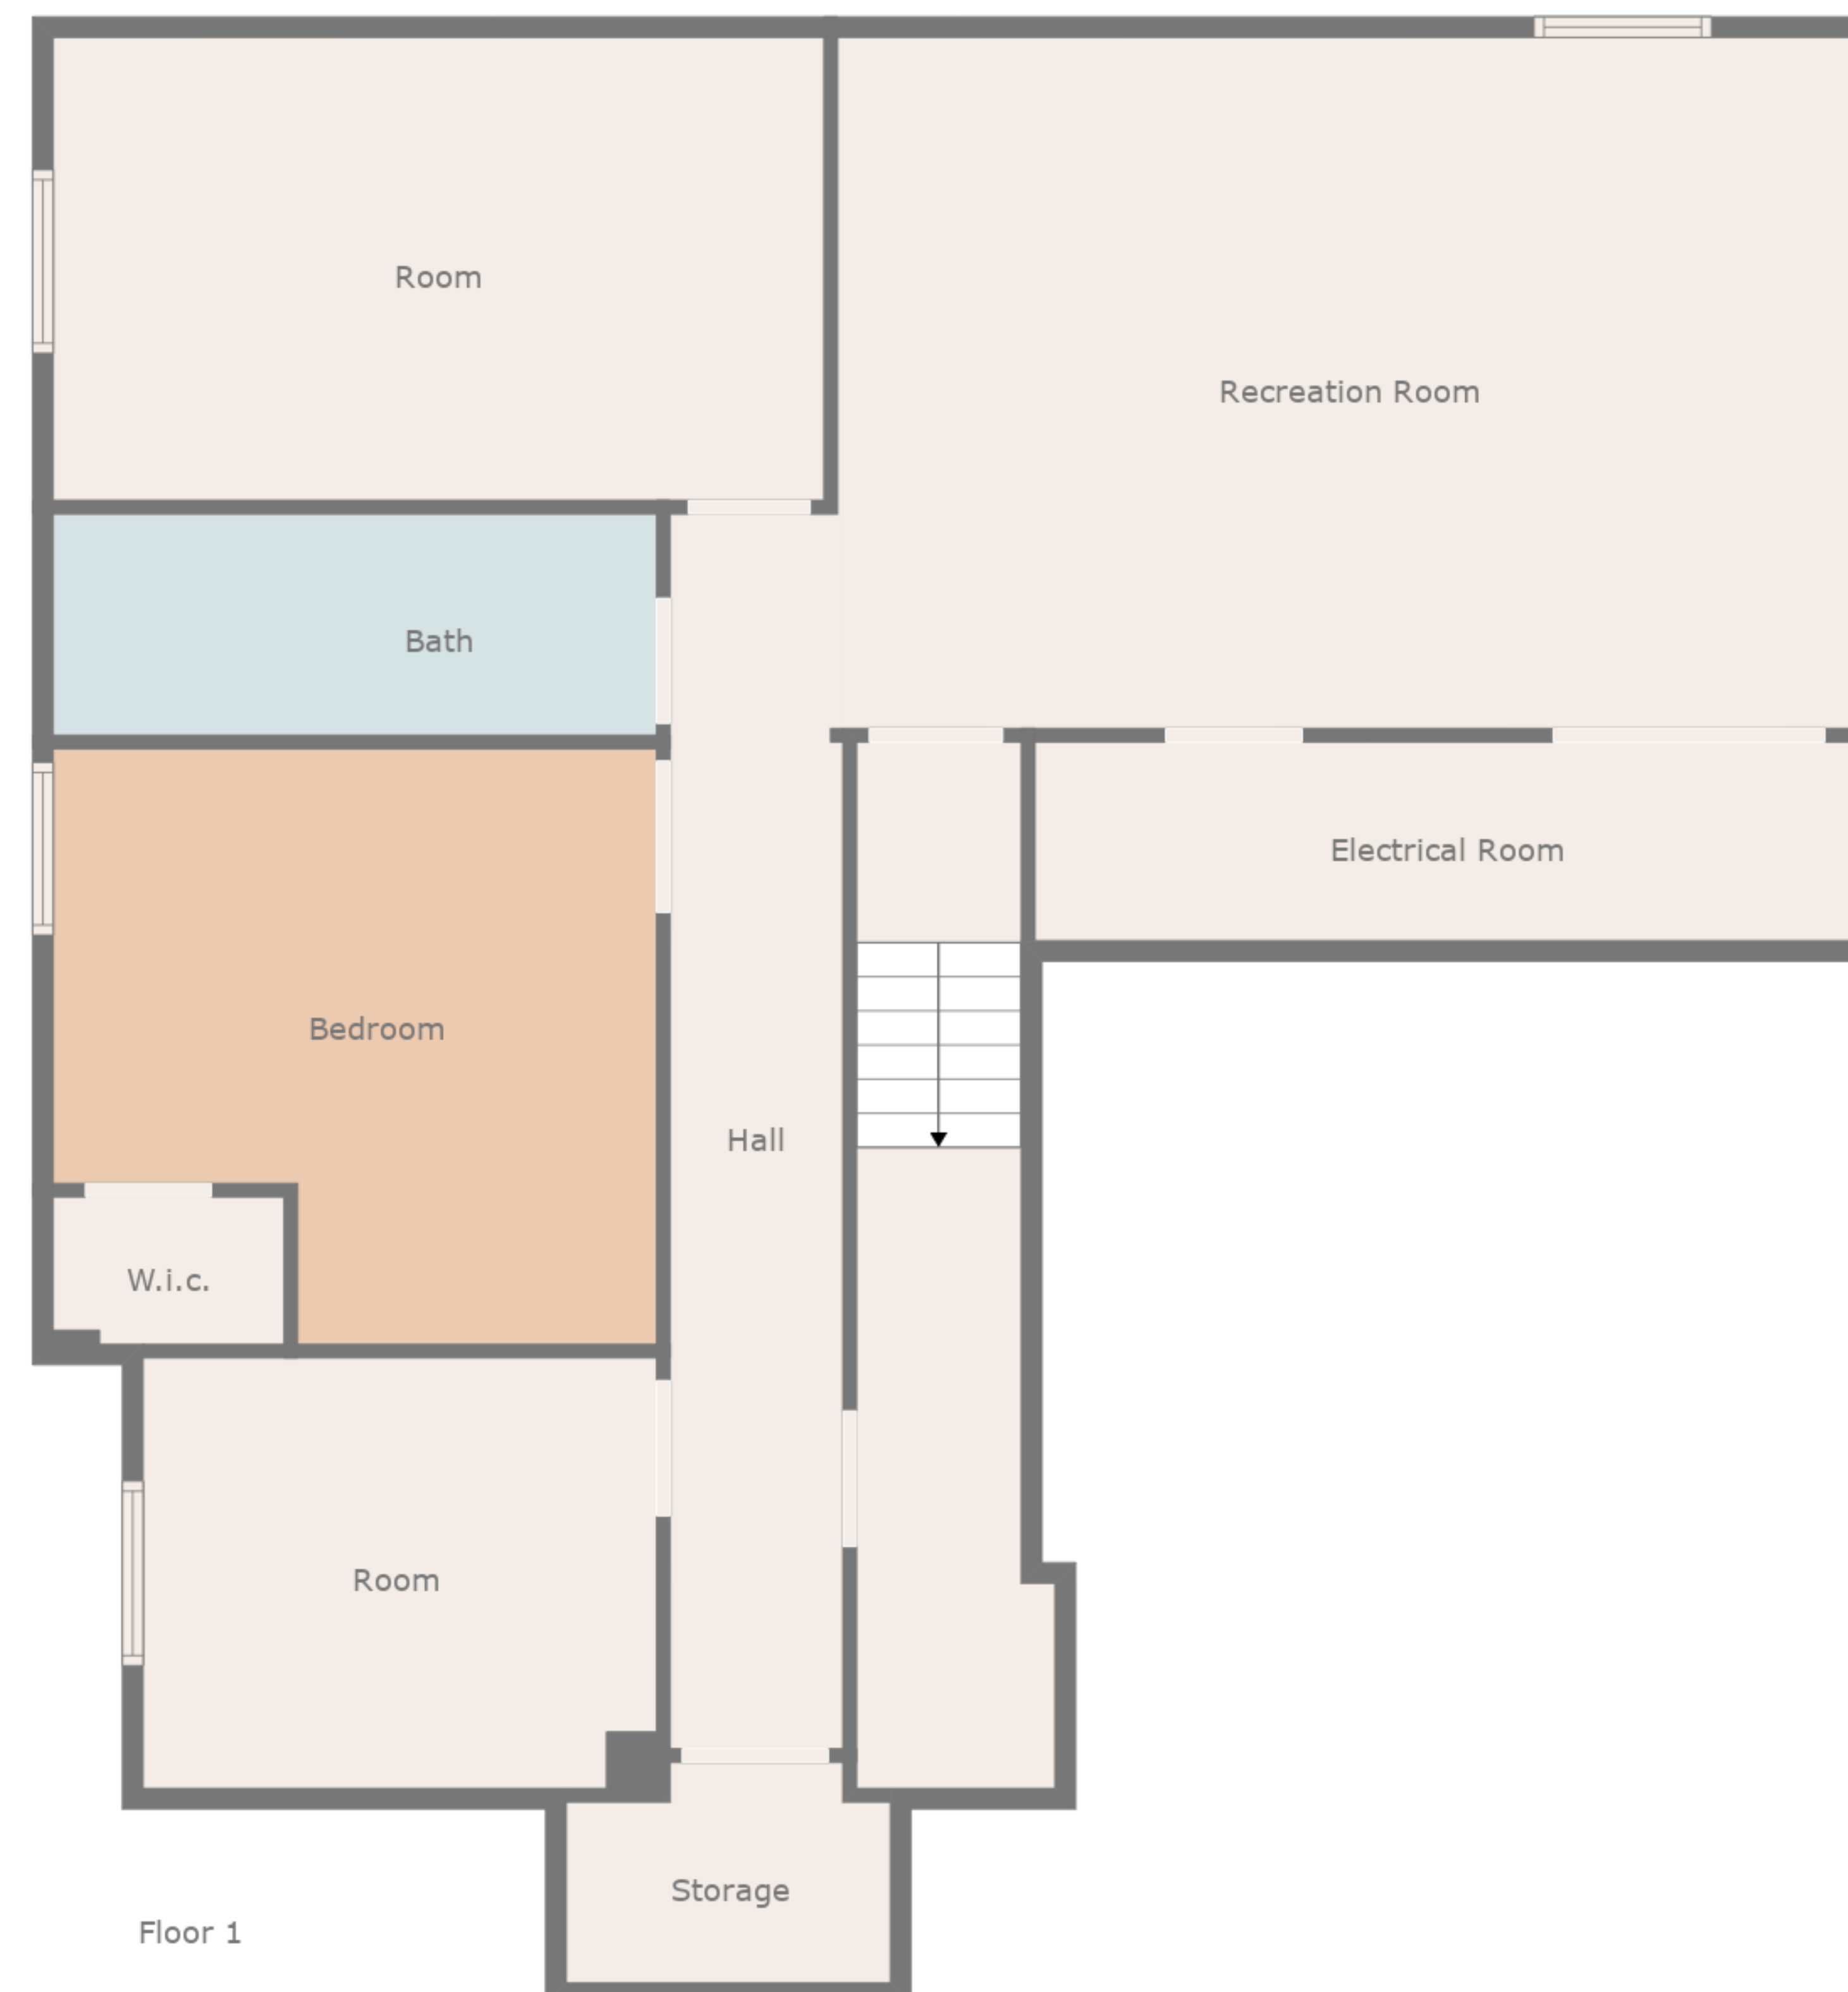 Room
Recreation Room
Bath
Electrical Room
Bedroom
Hall
W.i.c.
Room
Storage
Floor 1